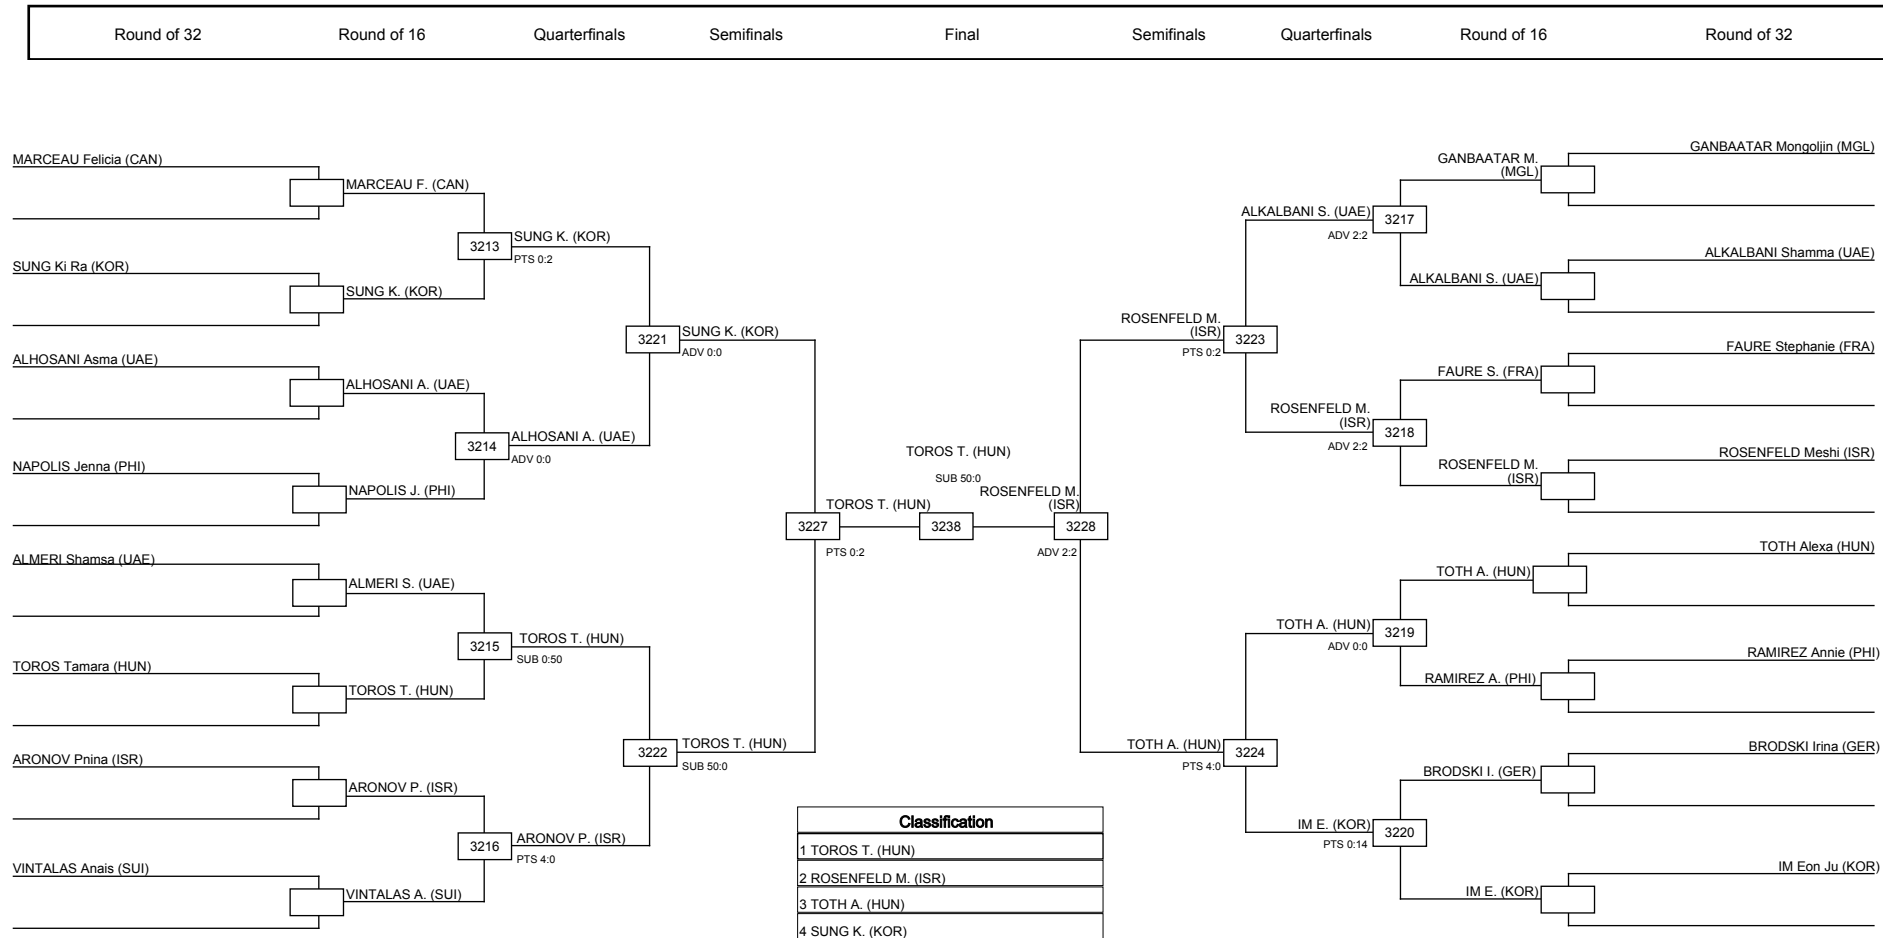 Round of 32
Round of 16
Quarterfinals
Semifinals
Final
Semifinals
Quarterfinals
Round of 16
Round of 32
MARCEAU Felicia (CAN)
MARCEAU F. (CAN)
3213
SUNG K. (KOR)
PTS 0:2
SUNG Ki Ra (KOR)
SUNG K. (KOR)
3221
SUNG K. (KOR)
ADV 0:0
ALHOSANI Asma (UAE)
ALHOSANI A. (UAE)
3214
ALHOSANI A. (UAE)
ADV 0:0
NAPOLIS Jenna (PHI)
NAPOLIS J. (PHI)
3227
TOROS T. (HUN)
PTS 0:2
ALMERI Shamsa (UAE)
ALMERI S. (UAE)
3215
TOROS T. (HUN)
SUB 0:50
TOROS Tamara (HUN)
TOROS T. (HUN)
3222
TOROS T. (HUN)
SUB 50:0
ARONOV Pnina (ISR)
ARONOV P. (ISR)
3216
ARONOV P. (ISR)
PTS 4:0
VINTALAS Anais (SUI)
VINTALAS A. (SUI)
TOROS T. (HUN)
SUB 50:0
3238
ROSENFELD M.
(ISR)
3228
ADV 2:2
GANBAATAR Mongoljin (MGL)
GANBAATAR M.
(MGL)
ALKALBANI S. (UAE)
3217
ADV 2:2
ALKALBANI Shamma (UAE)
ALKALBANI S. (UAE)
ROSENFELD M.
(ISR)
3223
PTS 0:2
FAURE Stephanie (FRA)
FAURE S. (FRA)
ROSENFELD M.
(ISR)
3218
ADV 2:2
ROSENFELD Meshi (ISR)
ROSENFELD M.
(ISR)
TOTH Alexa (HUN)
TOTH A. (HUN)
TOTH A. (HUN)
3219
ADV 0:0
RAMIREZ Annie (PHI)
RAMIREZ A. (PHI)
TOTH A. (HUN)
3224
PTS 4:0
BRODSKI Irina (GER)
BRODSKI I. (GER)
IM E. (KOR)
3220
PTS 0:14
IM Eon Ju (KOR)
IM E. (KOR)
Classification
1 TOROS T. (HUN)
2 ROSENFELD M. (ISR)
3 TOTH A. (HUN)
4 SUNG K. (KOR)